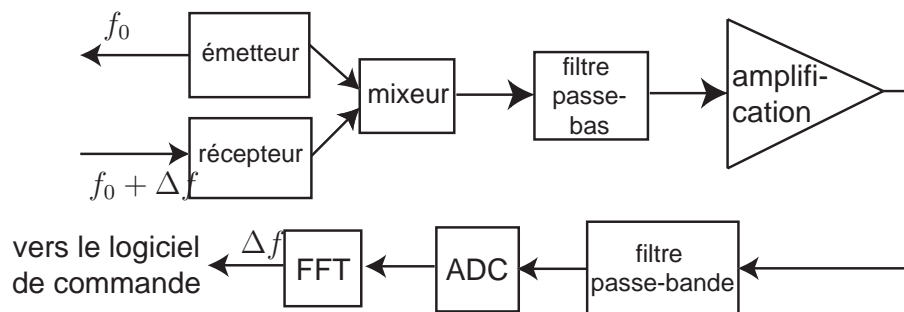 f₀
émetteur
mixeur
filtre
passe-
bas
amplifi-
cation
récepteur
f₀ + Δf
vers le logiciel
de commande
Δf
FFT
ADC
filtre
passe-bande